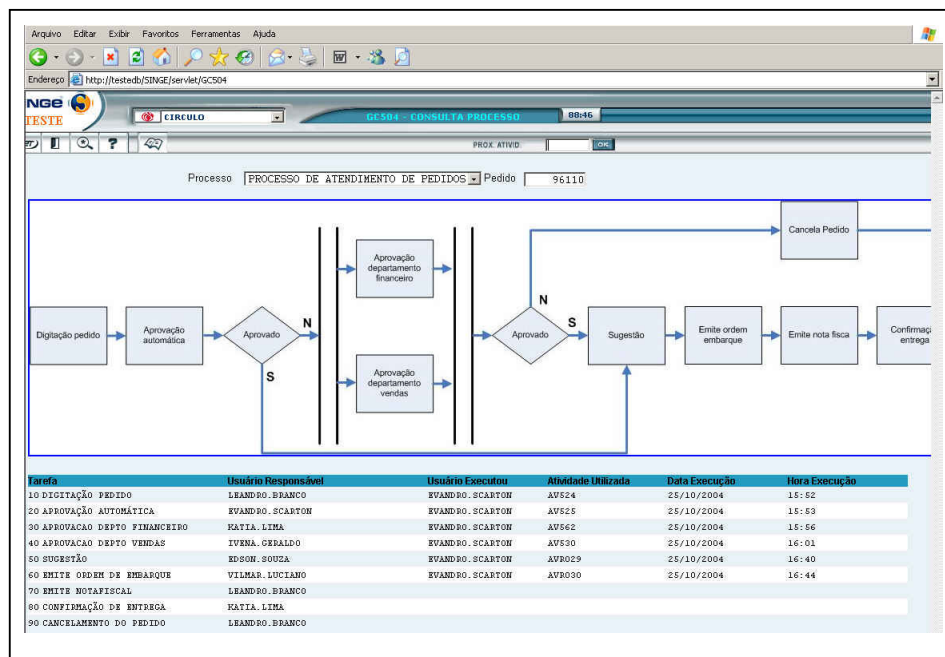 Arquivo Editar Exibir Favoritos Ferramentas Ajuda
Endereço http://testedb/SINGE/servlet/GC504
NGe
TESTE
CIRCULO
GC504 - CONSULTA PROCESSO
88:46
?
PROX. ATIVID.
OK
Processo PROCESSO DE ATENDIMENTO DE PEDIDOS Pedido 96110
Cancela Pedido
Aprovação
departamento
financeiro
N
N
Digitação pedido
Aprovação
automática
Aprovado
Aprovado
S
Sugestão
Emite ordem
embarque
Emite nota fisca
Confirmaç
entrega
S
Aprovação
departamento
vendas
Tarefa Usuário Responsável Usuário Executou Atividade Utilizada Data Execução Hora Execução
10 DIGITAÇÃO PEDIDO LEANDRO.BRANCO EVANDRO.SCARTON AV524 25/10/2004 15:52
20 APROVAÇÃO AUTOMÁTICA EVANDRO.SCARTON EVANDRO.SCARTON AV525 25/10/2004 15:53
30 APROVACAO DEPTO FINANCEIRO KATIA.LIMA EVANDRO.SCARTON AV562 25/10/2004 15:56
40 APROVACAO DEPTO VENDAS IVENA.GERALDO EVANDRO.SCARTON AV530 25/10/2004 16:01
50 SUGESTÃO EDSON.SOUZA EVANDRO.SCARTON AVR029 25/10/2004 16:40
60 EMITE ORDEM DE EMBARQUE VILMAR.LUCIANO EVANDRO.SCARTON AVR030 25/10/2004 16:44
70 EMITE NOTAFISCAL LEANDRO.BRANCO
80 CONFIRMAÇÃO DE ENTREGA KATIA.LIMA
90 CANCELAMENTO DO PEDIDO LEANDRO.BRANCO